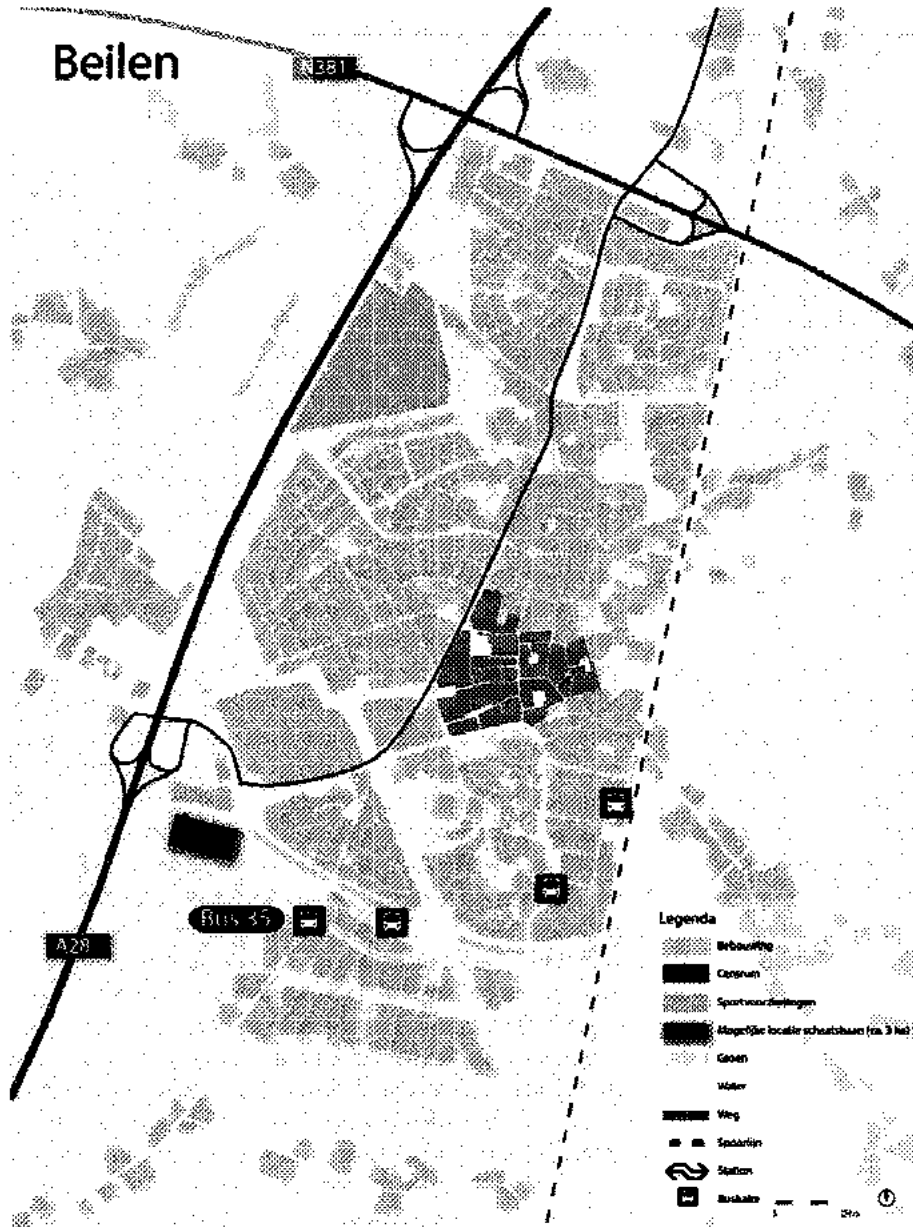 Beilen
N381
Bus 35
A28
Legenda
Bebouwing
Centrum
Sportvoorzieningen
Mogelijke locatie schaatsbaan (ca. 3 ha)
Groen
Water
Weg
Spoorlijn
Station
Bushalte